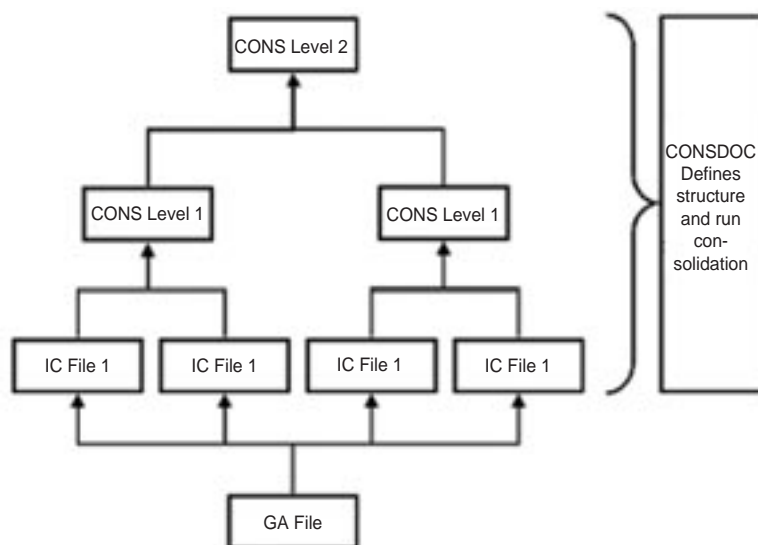 CONS Level 2
CONSDOC
Defines
structure
and run
con-
solidation
CONS Level 1
CONS Level 1
IC File 1
IC File 1
IC File 1
IC File 1
GA File